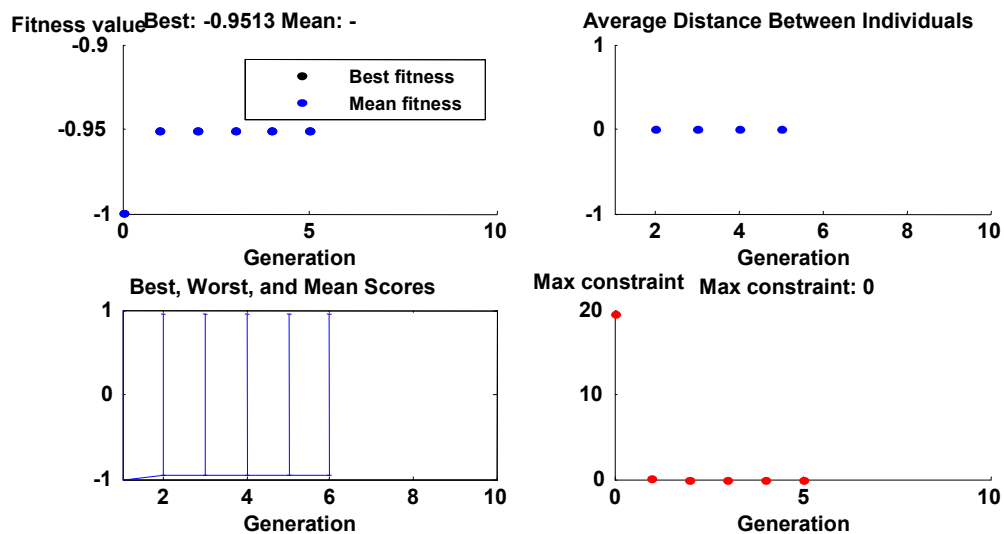 Fitness value Best: -0.9513 Mean: -
-0.9
Best fitness
Mean fitness
-0.95
-1
0 5 10
Generation
Average Distance Between Individuals
1
0
-1
2 4 6 8 10
Generation
Best, Worst, and Mean Scores
1
0
-1
2 4 6 8 10
Generation
Max constraint Max constraint: 0
20
10
0
0 5 10
Generation